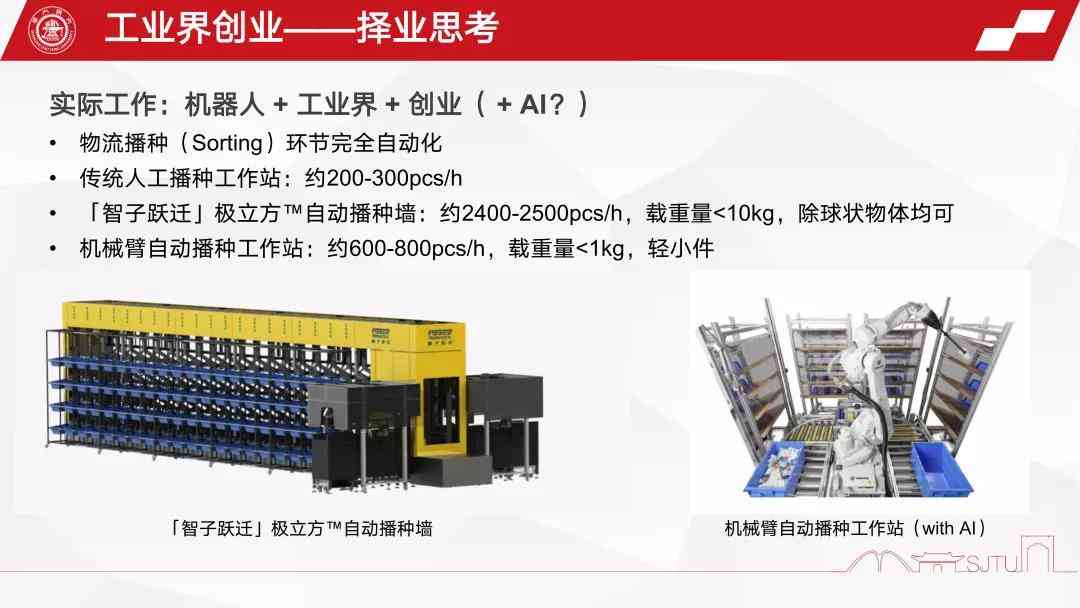 工业界创业——择业思考
实际工作：机器人 + 工业界 + 创业（ + AI？）
• 物流播种（Sorting）环节完全自动化
• 传统人工播种工作站：约200-300pcs/h
• 「智子跃迁」极立方™自动播种墙：约2400-2500pcs/h，载重量<10kg，除球状物体均可
• 机械臂自动播种工作站：约600-800pcs/h，载重量<1kg，轻小件
「智子跃迁」极立方™自动播种墙
机械臂自动播种工作站（with AI）
SJTU